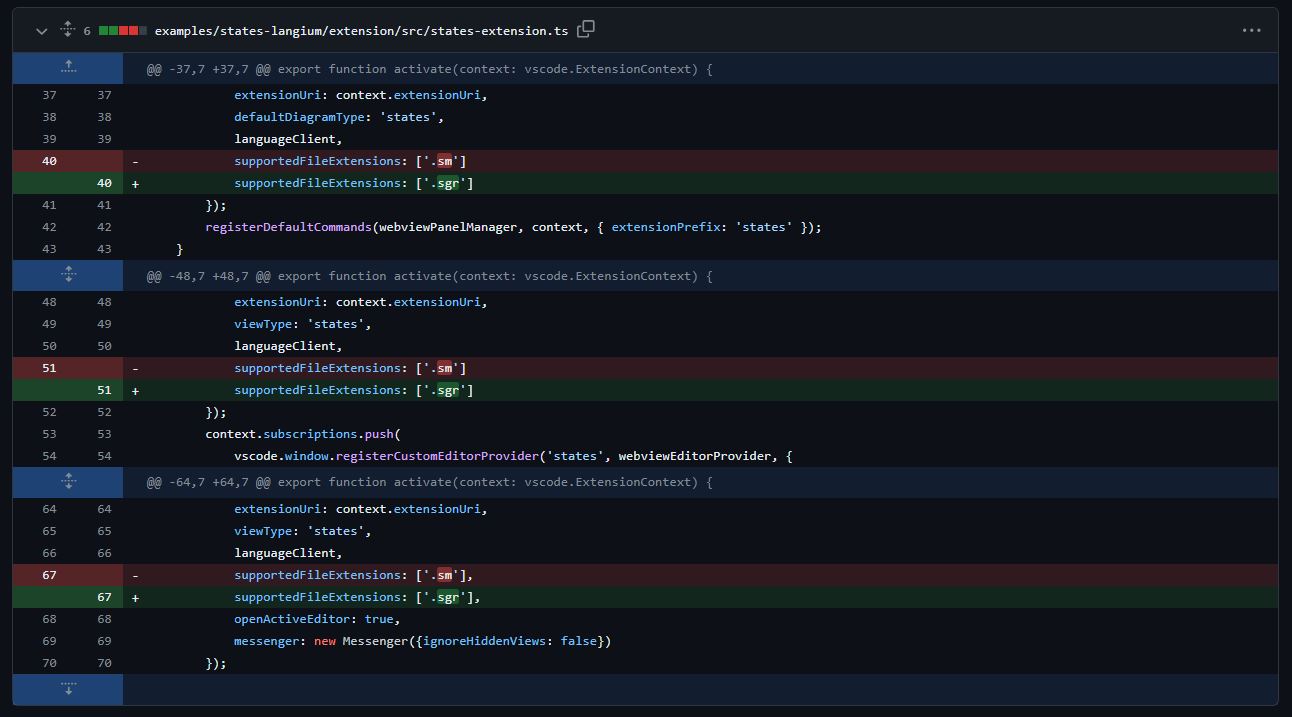 6 examples/states-langium/extension/src/states-extension.ts
@@ -37,7 +37,7 @@ export function activate(context: vscode.ExtensionContext) {
37 37 extensionUri: context.extensionUri,
38 38 defaultDiagramType: 'states',
39 39 languageClient,
40 - supportedFileExtensions: ['.sm']
40 + supportedFileExtensions: ['.sgr']
41 41 });
42 42 registerDefaultCommands(webviewPanelManager, context, { extensionPrefix: 'states' });
43 43 }
@@ -48,7 +48,7 @@ export function activate(context: vscode.ExtensionContext) {
48 48 extensionUri: context.extensionUri,
49 49 viewType: 'states',
50 50 languageClient,
51 - supportedFileExtensions: ['.sm']
51 + supportedFileExtensions: ['.sgr']
52 52 });
53 53 context.subscriptions.push(
54 54 vscode.window.registerCustomEditorProvider('states', webviewEditorProvider, {
@@ -64,7 +64,7 @@ export function activate(context: vscode.ExtensionContext) {
64 64 extensionUri: context.extensionUri,
65 65 viewType: 'states',
66 66 languageClient,
67 - supportedFileExtensions: ['.sm'],
67 + supportedFileExtensions: ['.sgr'],
68 68 openActiveEditor: true,
69 69 messenger: new Messenger({ignoreHiddenViews: false})
70 70 });